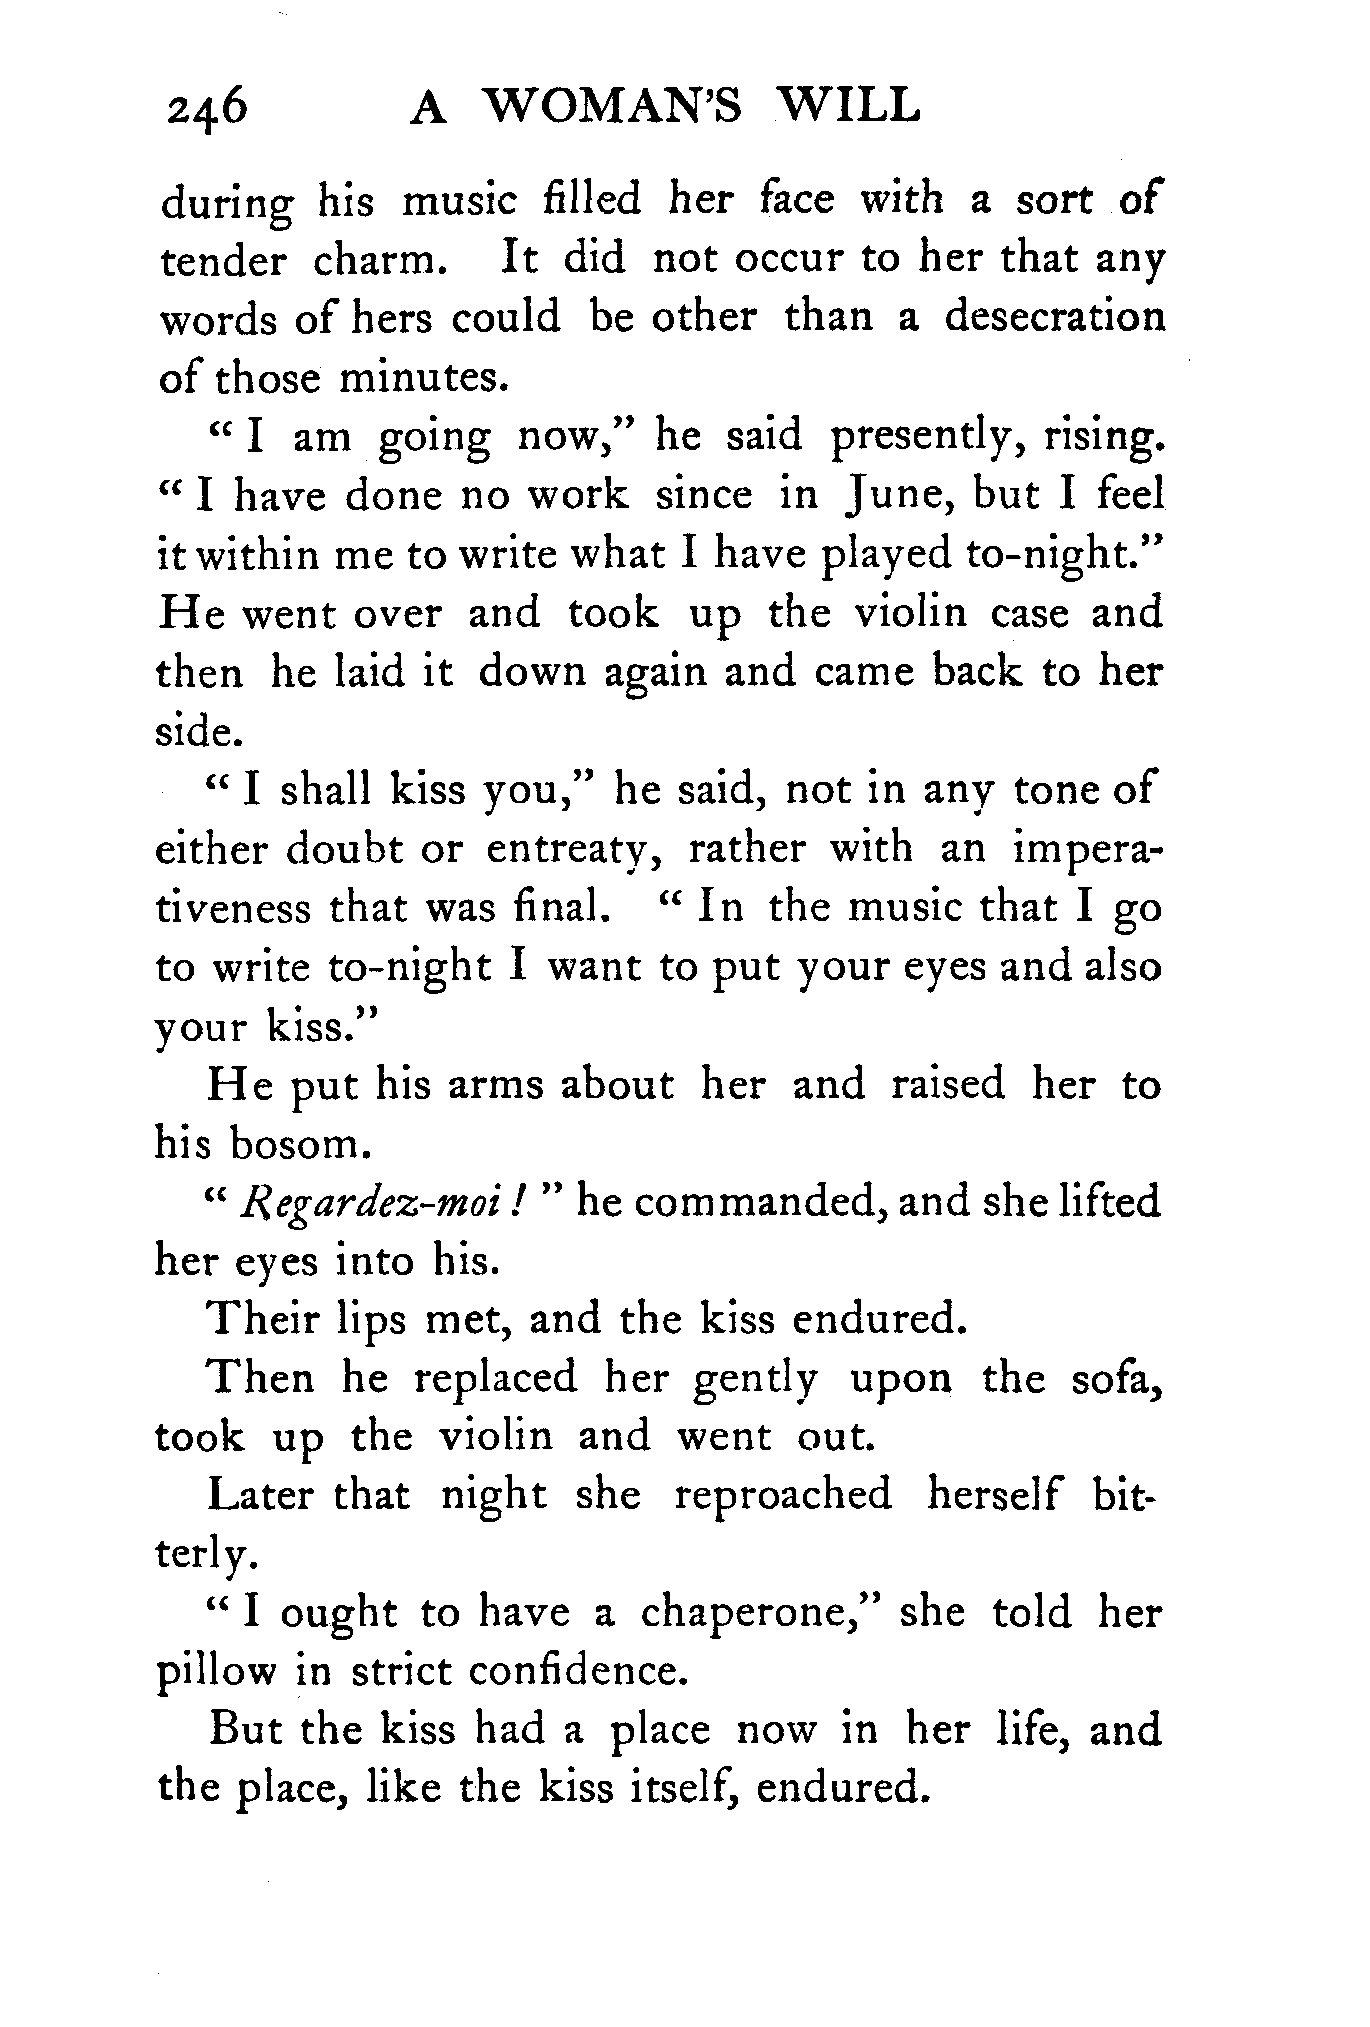 246 A WOMAN'S WILL
during his music filled her face with a sort of
tender charm. It did not occur to her that any
words of hers could be other than a desecration
of those minutes.
“ I am going now,” he said presently, rising.
“ I have done no work since in June, but I feel
it within me to write what I have played to-night.”
He went over and took up the violin case and
then he laid it down again and came back to her
side.
“ I shall kiss you,” he said, not in any tone of
either doubt or entreaty, rather with an impera-
tiveness that was final. “ In the music that I go
to write to-night I want to put your eyes and also
your kiss.”
He put his arms about her and raised her to
his bosom.
“ Regardez-moi ! ” he commanded, and she lifted
her eyes into his.
Their lips met, and the kiss endured.
Then he replaced her gently upon the sofa,
took up the violin and went out.
Later that night she reproached herself bit-
terly.
“ I ought to have a chaperone,” she told her
pillow in strict confidence.
But the kiss had a place now in her life, and
the place, like the kiss itself, endured.